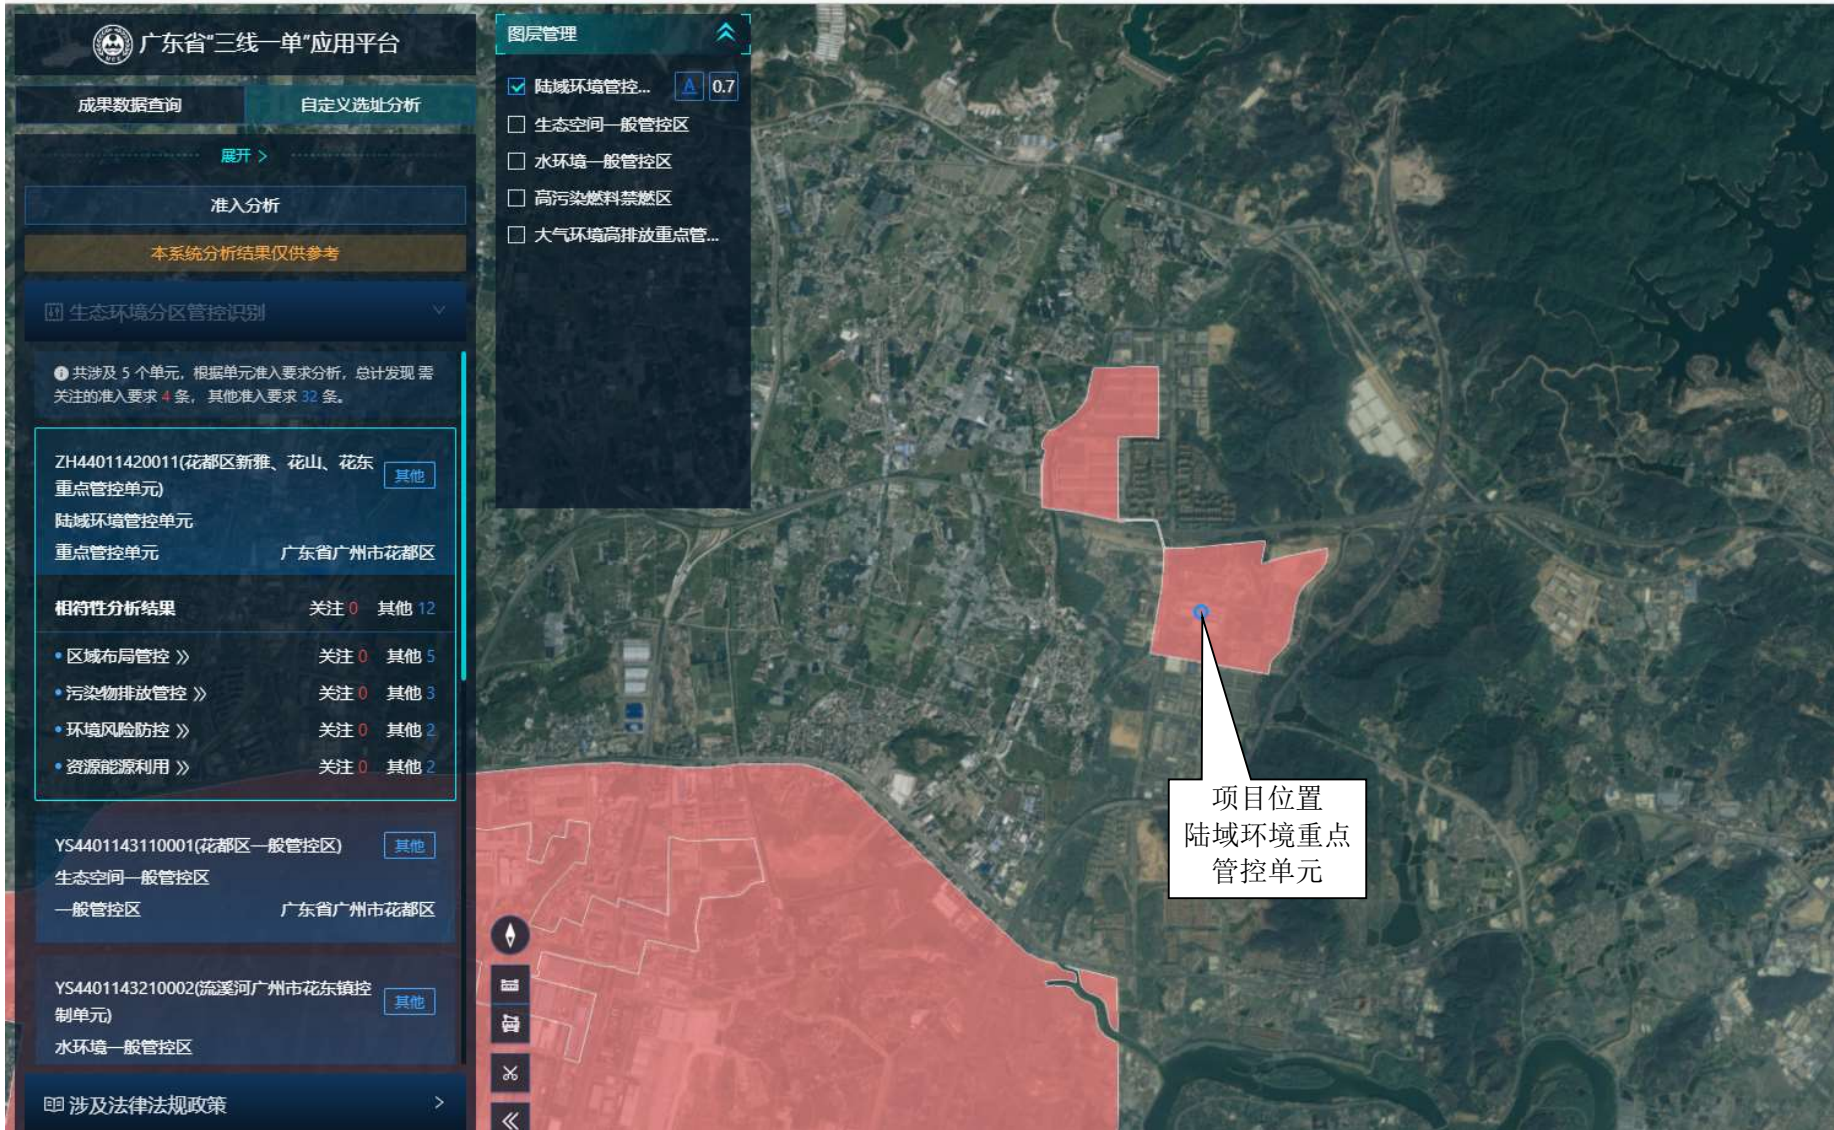 广东省“三线一单”应用平台
成果数据查询
自定义选址分析
展开 >
准入分析
本系统分析结果仅供参考
生态环境分区管控识别
共涉及 5 个单元，根据单元准入要求分析，总计发现 需
关注的准入要求 4 条， 其他准入要求 32 条。
ZH44011420011(花都区新雅、花山、花东
重点管控单元)
其他
陆域环境管控单元
重点管控单元 广东省广州市花都区
相符性分析结果 关注 0 其他 12
• 区域布局管控 » 关注 0 其他 5
• 污染物排放管控 » 关注 0 其他 3
• 环境风险防控 » 关注 0 其他 2
• 资源能源利用 » 关注 0 其他 2
YS4401143110001(花都区一般管控区) 其他
生态空间一般管控区
一般管控区 广东省广州市花都区
YS4401143210002(流溪河广州市花东镇控
制单元)
其他
水环境一般管控区
涉及法律法规政策 >
图层管理
陆域环境管控... A 0.7
生态空间一般管控区
水环境一般管控区
高污染燃料禁燃区
大气环境高排放重点管...
项目位置
陆域环境重点
管控单元